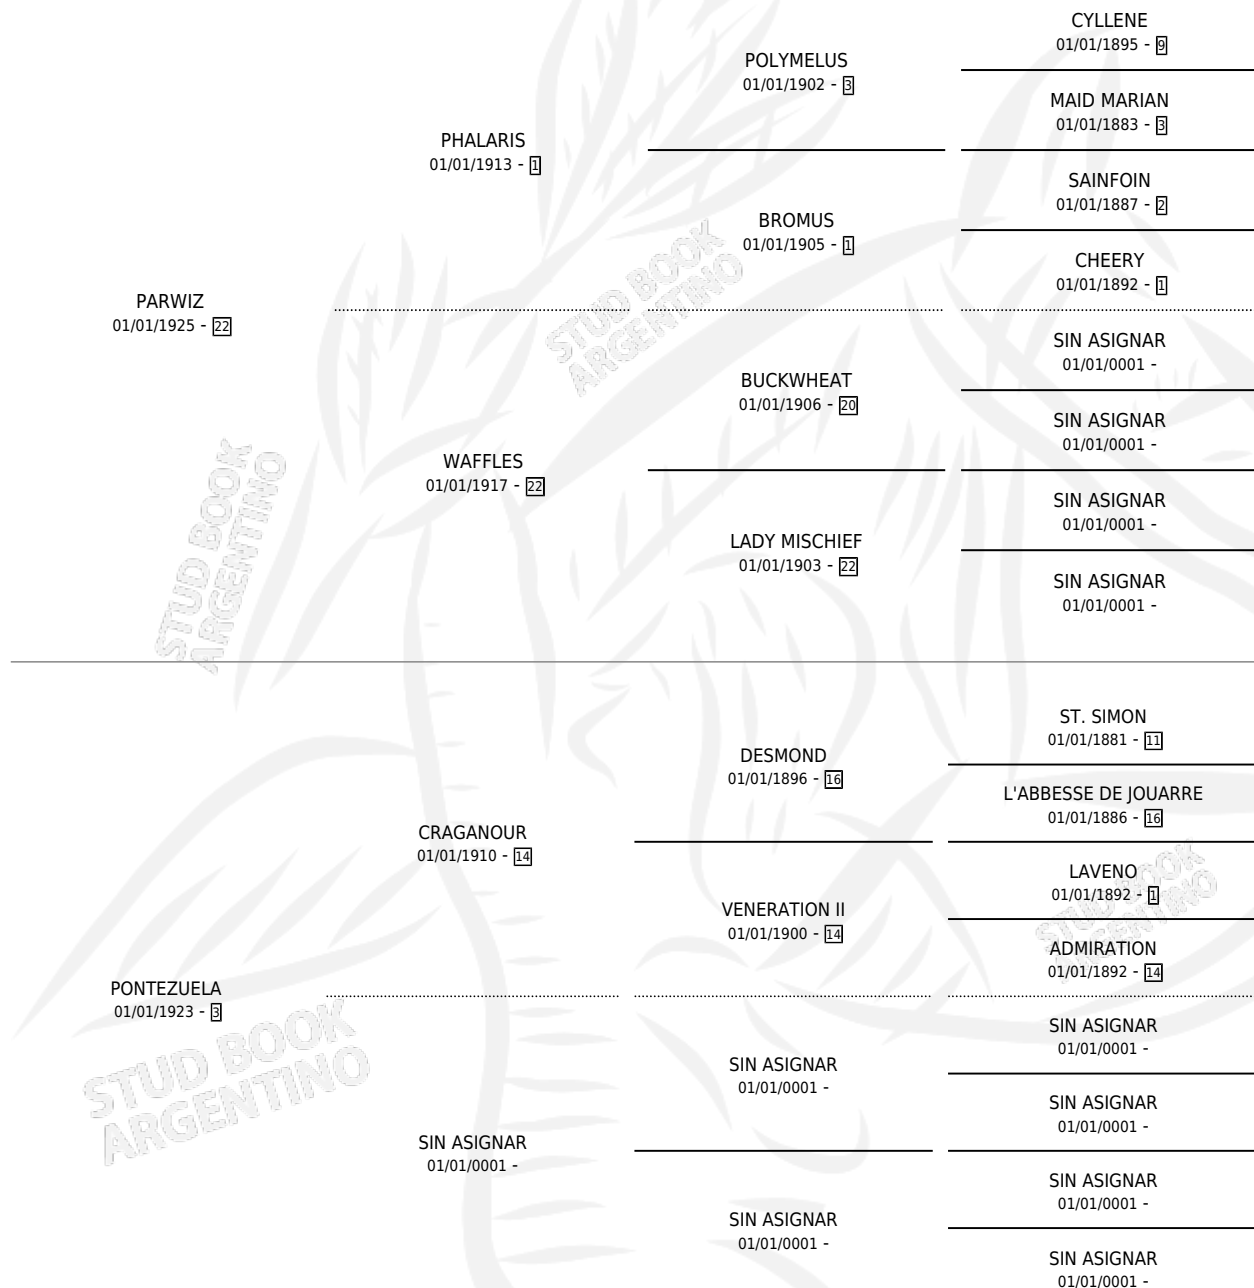 CYLLENE
01/01/1895 - 9
POLYMELUS
01/01/1902 - 3
MAID MARIAN
01/01/1883 - 3
PHALARIS
01/01/1913 - 1
SAINFOIN
01/01/1887 - 2
BROMUS
01/01/1905 - 1
CHEERY
01/01/1892 - 1
PARWIZ
01/01/1925 - 22
SIN ASIGNAR
01/01/0001 -
BUCKWHEAT
01/01/1906 - 20
SIN ASIGNAR
01/01/0001 -
WAFFLES
01/01/1917 - 22
SIN ASIGNAR
01/01/0001 -
LADY MISCHIEF
01/01/1903 - 22
SIN ASIGNAR
01/01/0001 -
STUD BOOK
ARGENTINO
STUD BOOK
ARGENTINO
ST. SIMON
01/01/1881 - 11
DESMOND
01/01/1896 - 16
L'ABBESSE DE JOUARRE
01/01/1886 - 16
CRAGANOUR
01/01/1910 - 14
LAVENO
01/01/1892 - 1
VENERATION II
01/01/1900 - 14
ADMIRATION
01/01/1892 - 14
STUD BOOK
ARGENTINO
PONTEZUELA
01/01/1923 - 3
SIN ASIGNAR
01/01/0001 -
SIN ASIGNAR
01/01/0001 -
SIN ASIGNAR
01/01/0001 -
SIN ASIGNAR
01/01/0001 -
SIN ASIGNAR
01/01/0001 -
SIN ASIGNAR
01/01/0001 -
SIN ASIGNAR
01/01/0001 -
STUD BOOK
ARGENTINO